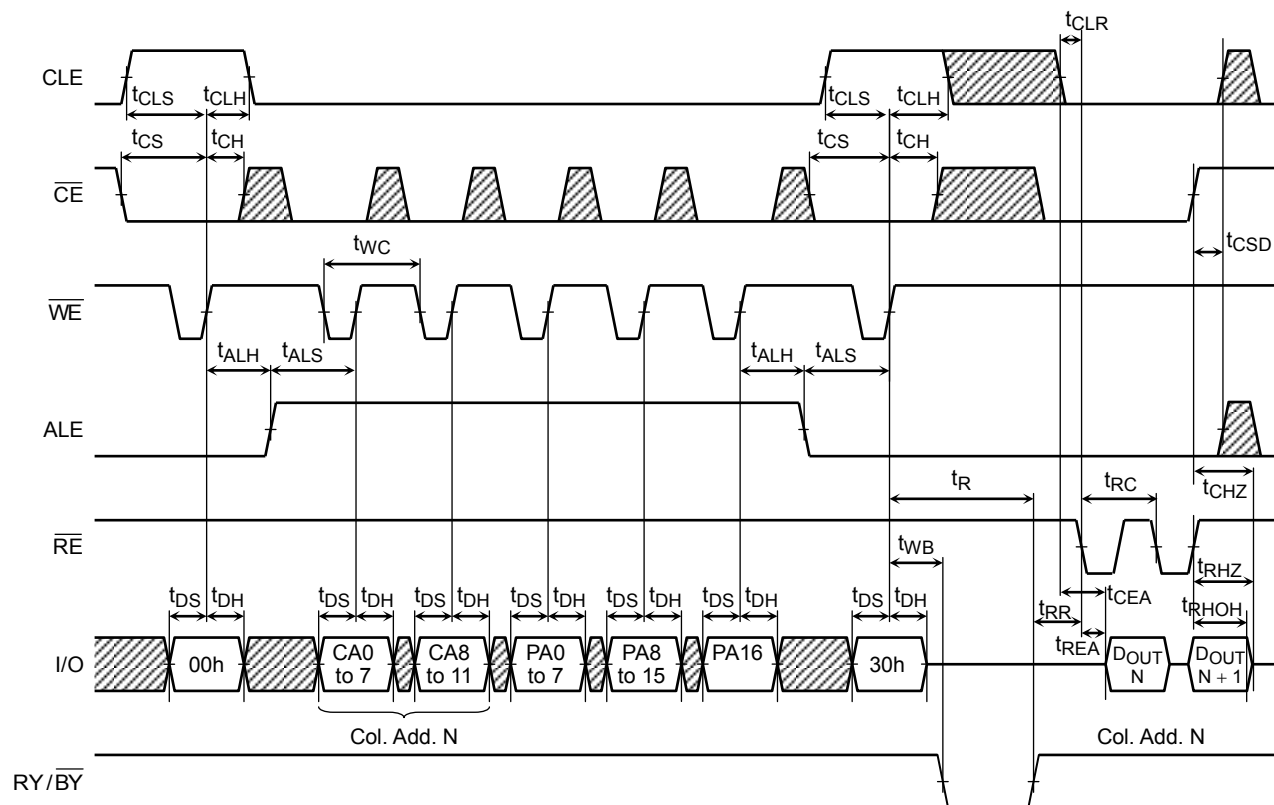 tCLR
CLE
tCLS tCLH tCLS tCLH
tCS tCH tCS tCH
CE
tWC tCSD
WE
tALH tALS tALH tALS
ALE
tR tRC tCHZ
RE
tWB tRHZ
tDS tDH tDS tDH tDS tDH tDS tDH tDS tDH tDS tDH tDS tDH tCEA
tRR tRHOH
tREA
I/O 00h CA0 to 7 CA8 to 11 PA0 to 7 PA8 to 15 PA16 30h DOUT N DOUT N + 1
Col. Add. N Col. Add. N
RY/BY